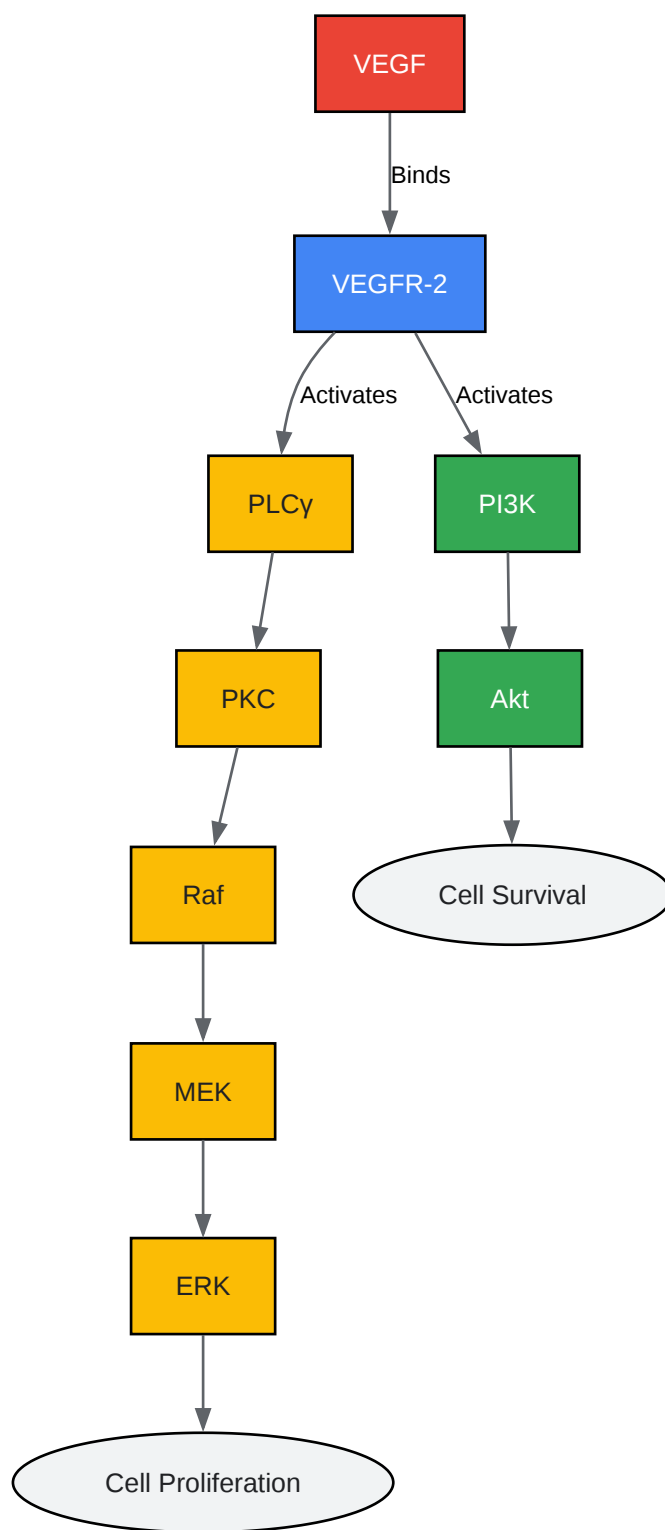 VEGF
Binds
VEGFR-2
Activates
Activates
PLCγ
PI3K
PKC
Akt
Raf
Cell Survival
MEK
ERK
Cell Proliferation